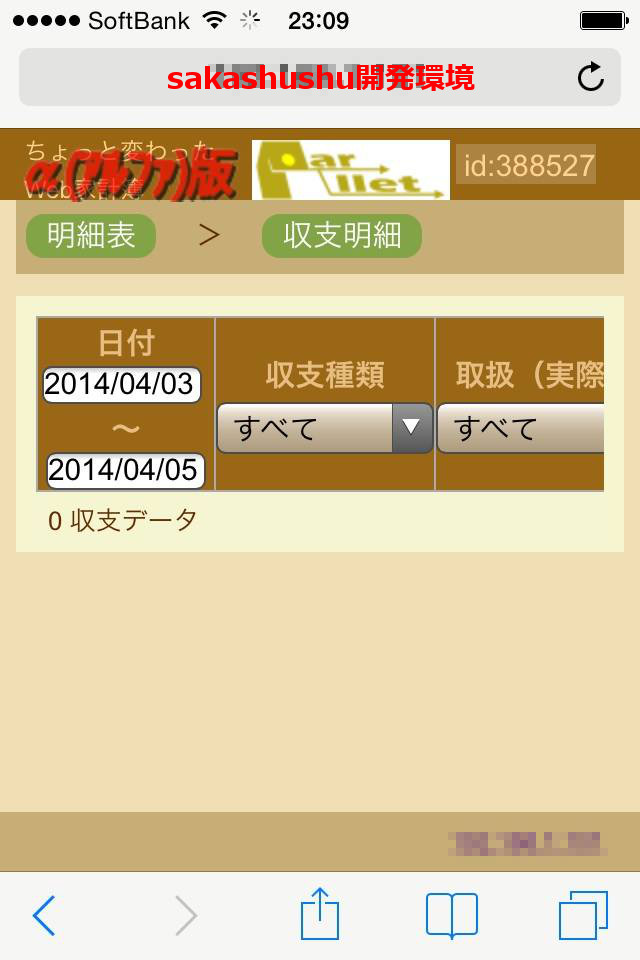 SoftBank 23:09
sakashushu開発環境
ちょっと変わった
Web家計簿
α(アルファ)版
Par llet
id:388527
明細表 > 収支明細
日付
2014/04/03
～
2014/04/05
収支種類
すべて
取扱（実際
すべて
0 収支データ